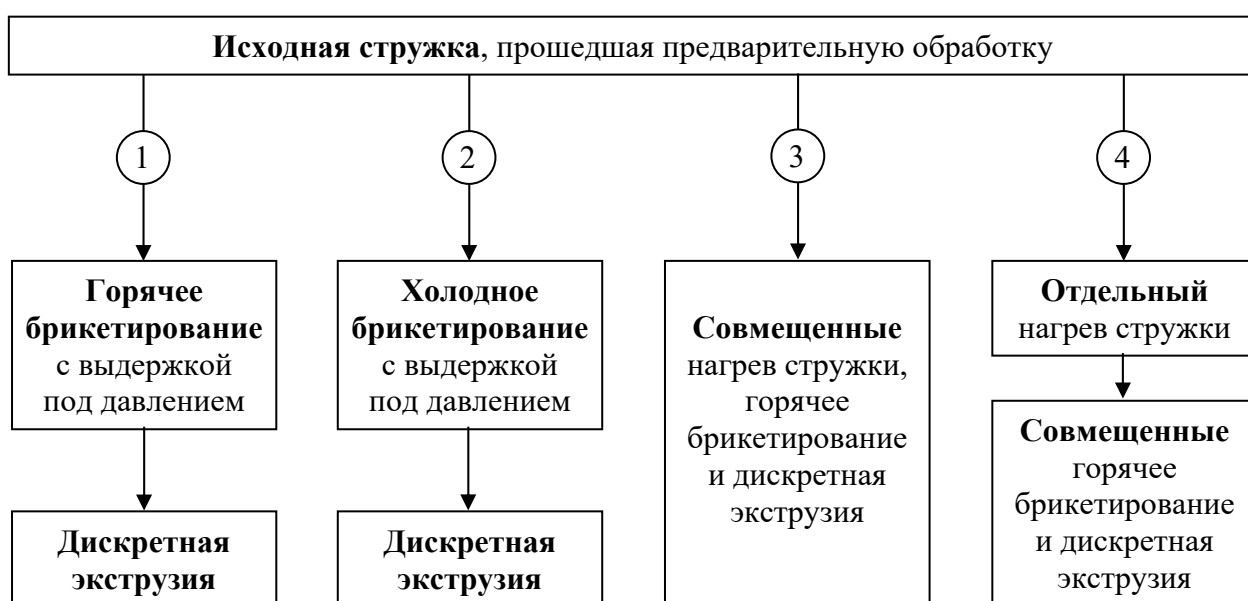 Исходная стружка, прошедшая предварительную обработку
1
2
3
4
Горячее
брикетирование
с выдержкой
под давлением
Холодное
брикетирование
с выдержкой
под давлением
Совмещенные
нагрев стружки,
горячее
брикетирование
и дискретная
экструзия
Отдельный
нагрев стружки
Совмещенные
горячее
брикетирование
и дискретная
экструзия
Дискретная
экструзия
Дискретная
экструзия